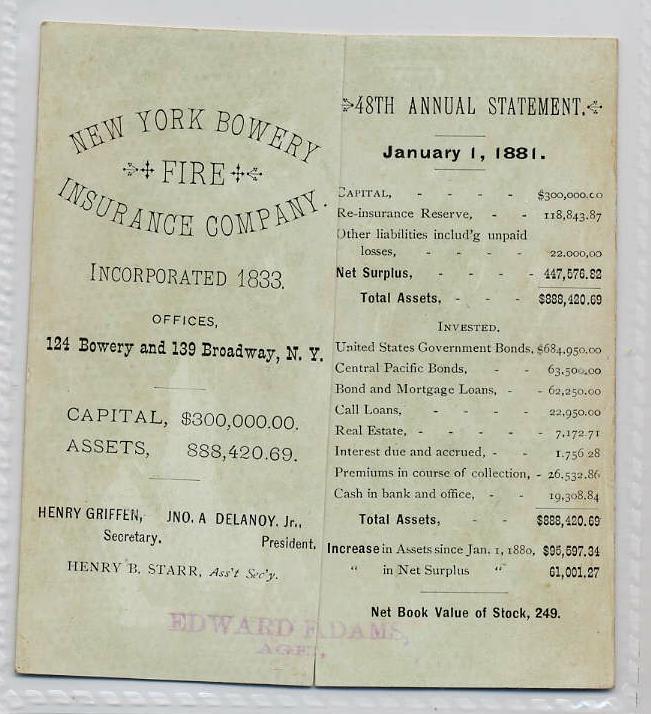 NEW YORK BOWERY
FIRE
INSURANCE COMPANY.
INCORPORATED 1833.
OFFICES,
124 Bowery and 139 Broadway, N. Y.
CAPITAL, $300,000.00.
ASSETS, 888,420.69.
HENRY GRIFFEN, JNO. A DELANOY. Jr.,
Secretary. President.
HENRY B. STARR, Ass't Sec'y.
EDWARD ADAMS,
48TH ANNUAL STATEMENT.
January 1, 1881.
CAPITAL, - - - - $300,000.00
Re-insurance Reserve, - - 118,843.87
Other liabilities includ'g unpaid
losses, - - - - 22.000,00
Net Surplus, - - - - 447,576.82
Total Assets, - - - $888,420.69
INVESTED.
United States Government Bonds, $684,950.00
Central Pacific Bonds, - - 63,500,00
Bond and Mortgage Loans, - - 62,250.00
Call Loans, - - - - 22,950.00
Real Estate, - - - - 7,172 71
Interest due and accrued, - - 1.756 28
Premiums in course of collection, - 26,532.86
Cash in bank and office, - - 19,308.84
Total Assets, - - $888,420.69
Increase in Assets since Jan. 1, 1880, $95,597.34
" in Net Surplus " 61,001.27
Net Book Value of Stock, 249.